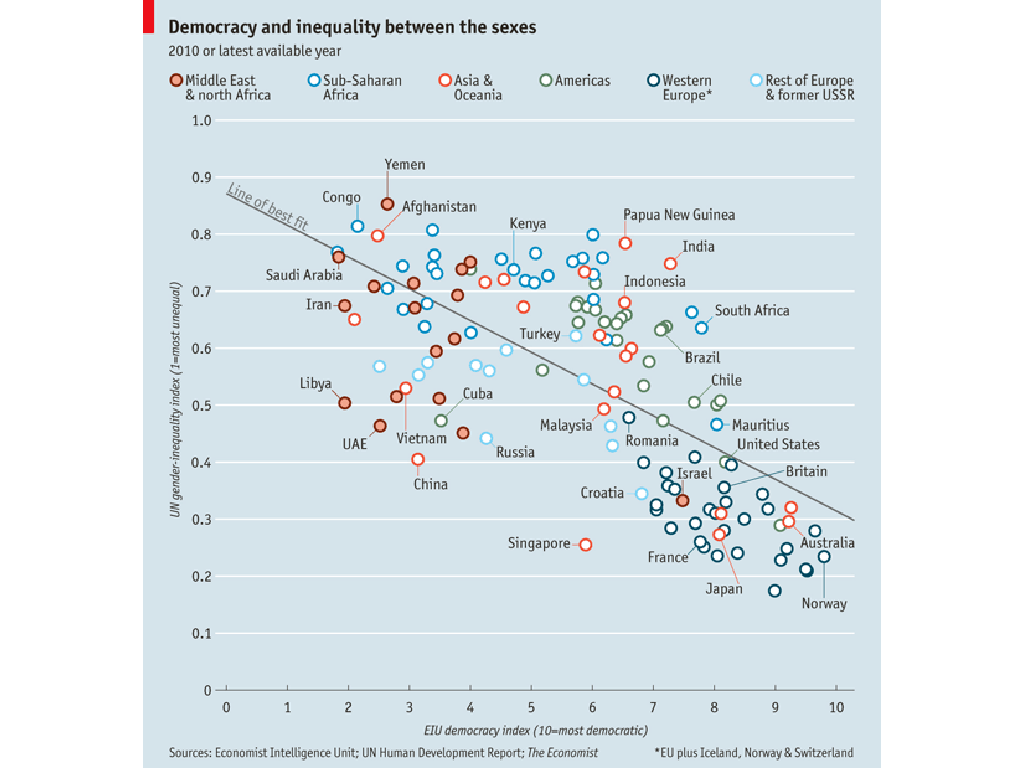 Democracy and inequality between the sexes
2010 or latest available year
Middle East
& north Africa
Sub-Saharan
Africa
Asia &
Oceania
Americas
Western
Europe*
Rest of Europe
& former USSR
1.0
0.9
0.8
0.7
0.6
0.5
0.4
0.3
0.2
0.1
0
UN gender-inequality index (1=most unequal)
Line of best fit
Yemen
Congo
Afghanistan
Kenya
Papua New Guinea
India
Saudi Arabia
Indonesia
Iran
South Africa
Turkey
Brazil
Libya
Chile
Cuba
Malaysia
Mauritius
UAE
Vietnam
Romania
United States
Russia
Israel
Britain
China
Croatia
Singapore
France
Australia
Japan
Norway
0 1 2 3 4 5 6 7 8 9 10
EIU democracy index (10=most democratic)
Sources: Economist Intelligence Unit; UN Human Development Report; The Economist
*EU plus Iceland, Norway & Switzerland